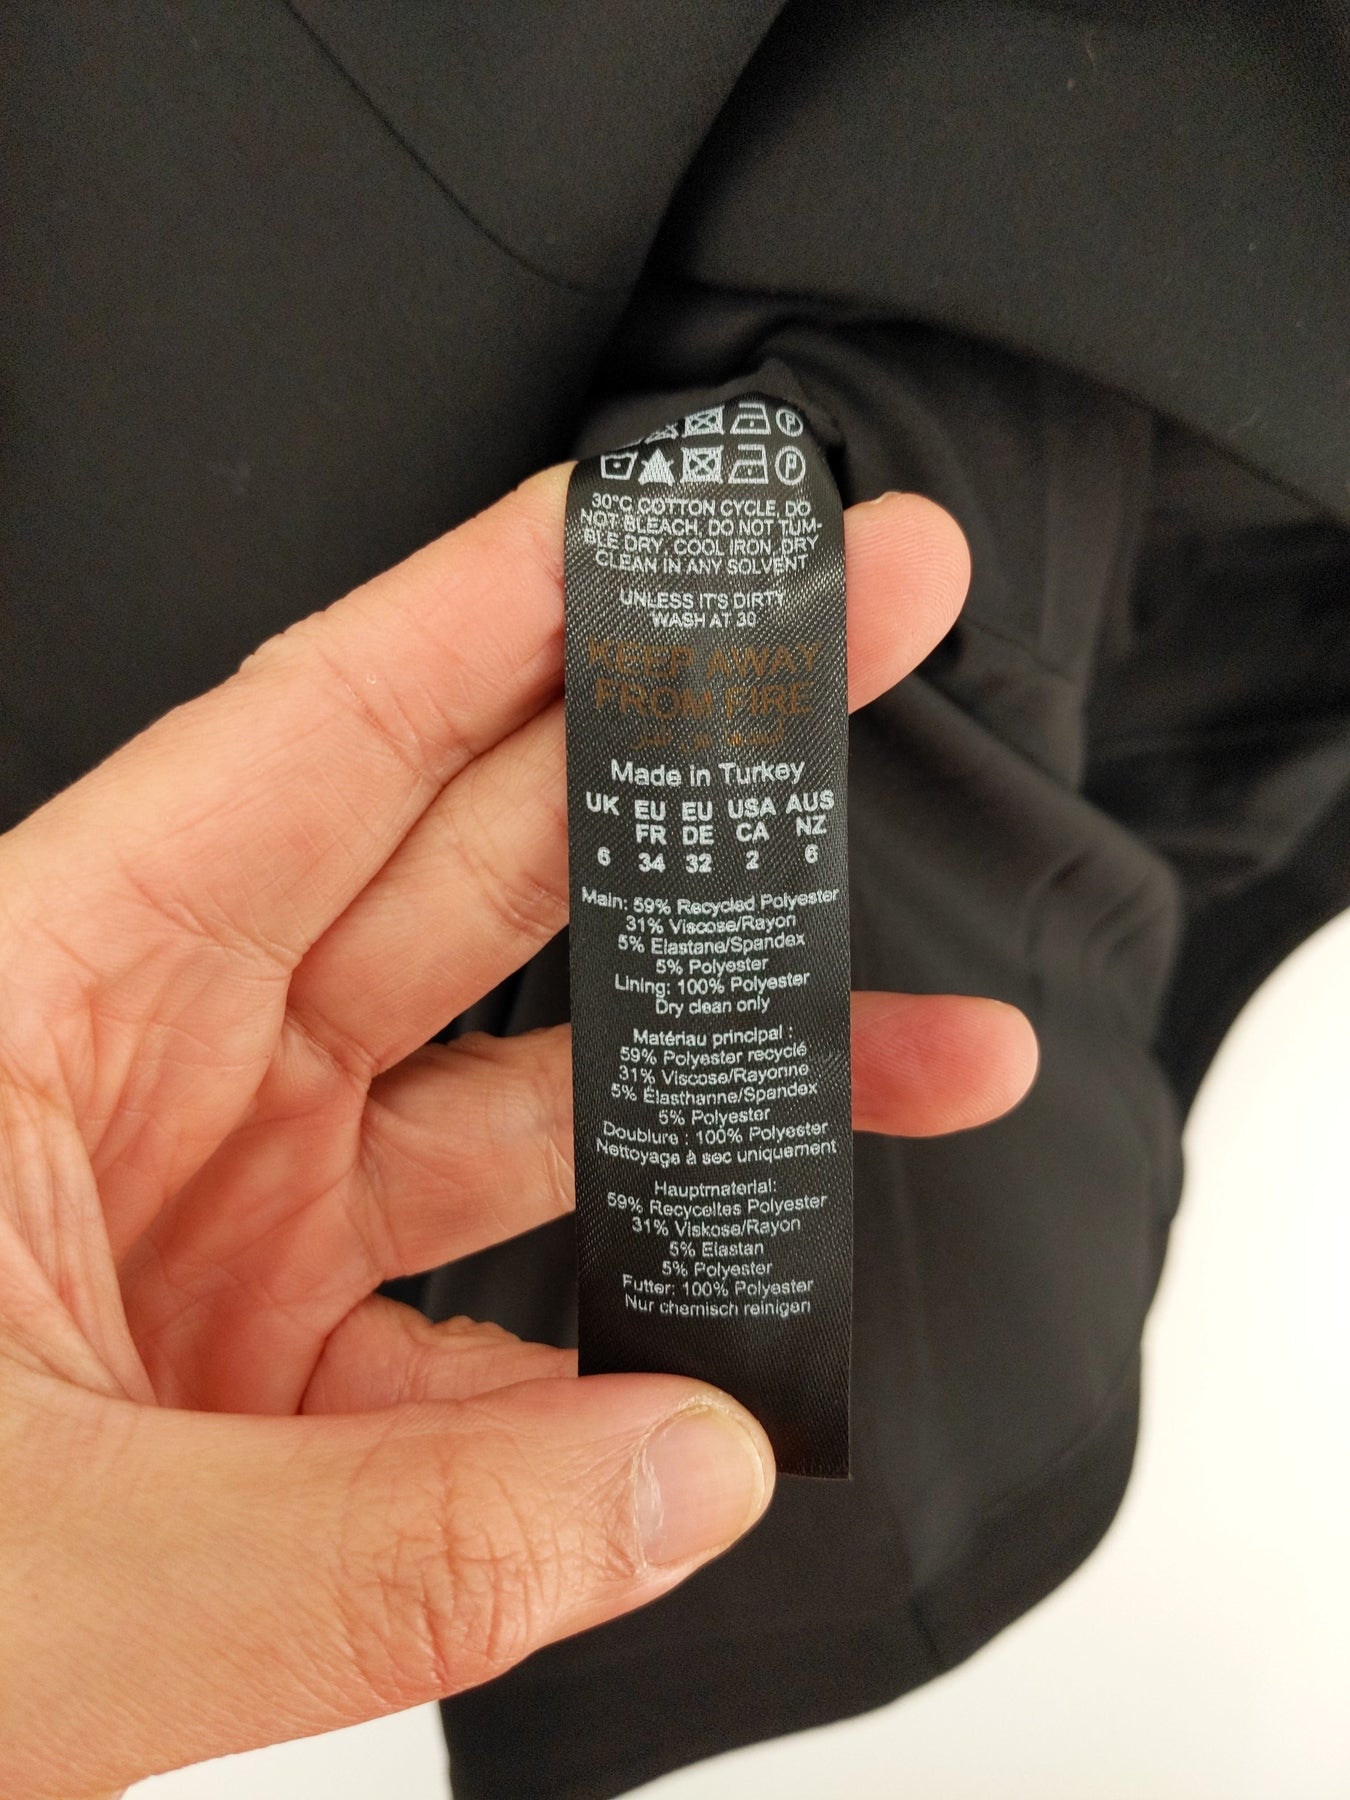 30°C COTTON CYCLE, DO
NOT BLEACH, DO NOT TUM-
BLE DRY, COOL IRON, DRY
CLEAN IN ANY SOLVENT
UNLESS IT'S DIRTY
WASH AT 30
KEEP AWAY
FROM FIRE
Made in Turkey
UK EU EU USA AUS
FR DE CA NZ
6 34 32 2 6
Main: 59% Recycled Polyester
31% Viscose/Rayon
5% Elastane/Spandex
5% Polyester
Lining: 100% Polyester
Dry clean only
Matériau principal :
59% Polyester recyclé
31% Viscose/Rayonne
5% Élasthanne/Spandex
5% Polyester
Doublure : 100% Polyester
Nettoyage à sec uniquement
Hauptmaterial:
59% Recyceltes Polyester
31% Viskose/Rayon
5% Elastan
5% Polyester
Futter: 100% Polyester
Nur chemisch reinigen